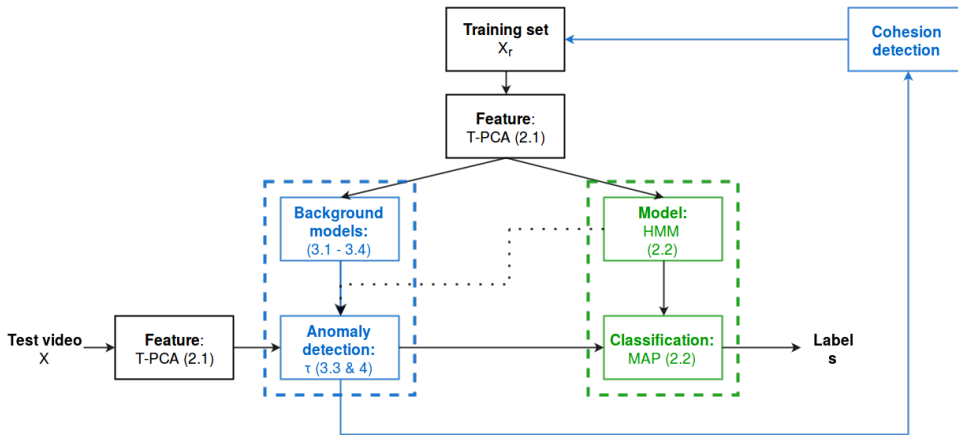 Training set
Xr
Cohesion
detection
Feature:
T-PCA (2.1)
Background
models:
(3.1 - 3.4)
Model:
HMM
(2.2)
Test video
X
Feature:
T-PCA (2.1)
Anomaly
detection:
τ (3.3 & 4)
Classification:
MAP (2.2)
Label
s